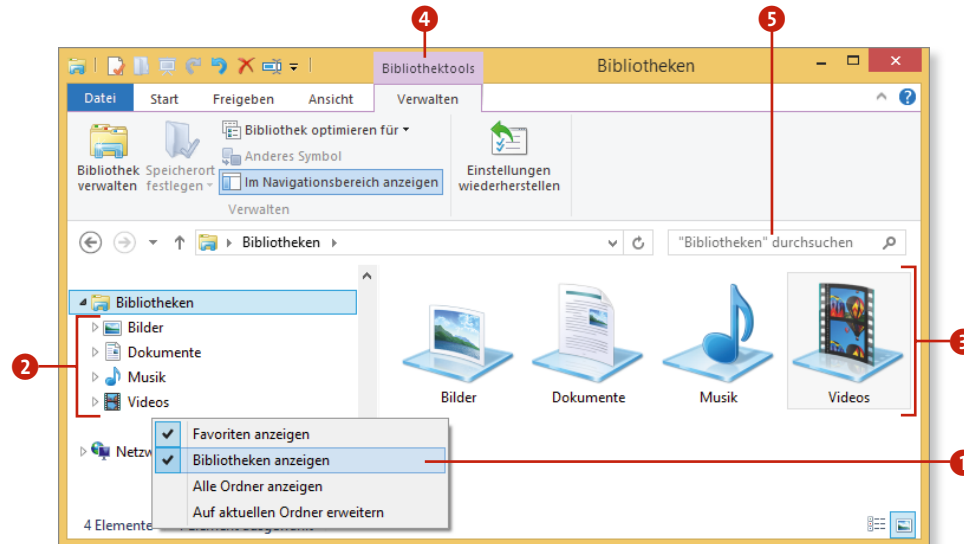 4 5
Bibliothektools Bibliotheken
Datei Start Freigeben Ansicht Verwalten
Bibliothek verwalten
Speicherort festlegen
Bibliothek optimieren für
Anderes Symbol
Im Navigationsbereich anzeigen
Einstellungen wiederherstellen
Verwalten
Bibliotheken "Bibliotheken" durchsuchen
Bibliotheken
2
Bilder
Dokumente
Musik
Videos
3
Bilder Dokumente Musik Videos
Favoriten anzeigen
Bibliotheken anzeigen
1
Alle Ordner anzeigen
Auf aktuellen Ordner erweitern
4 Elemente